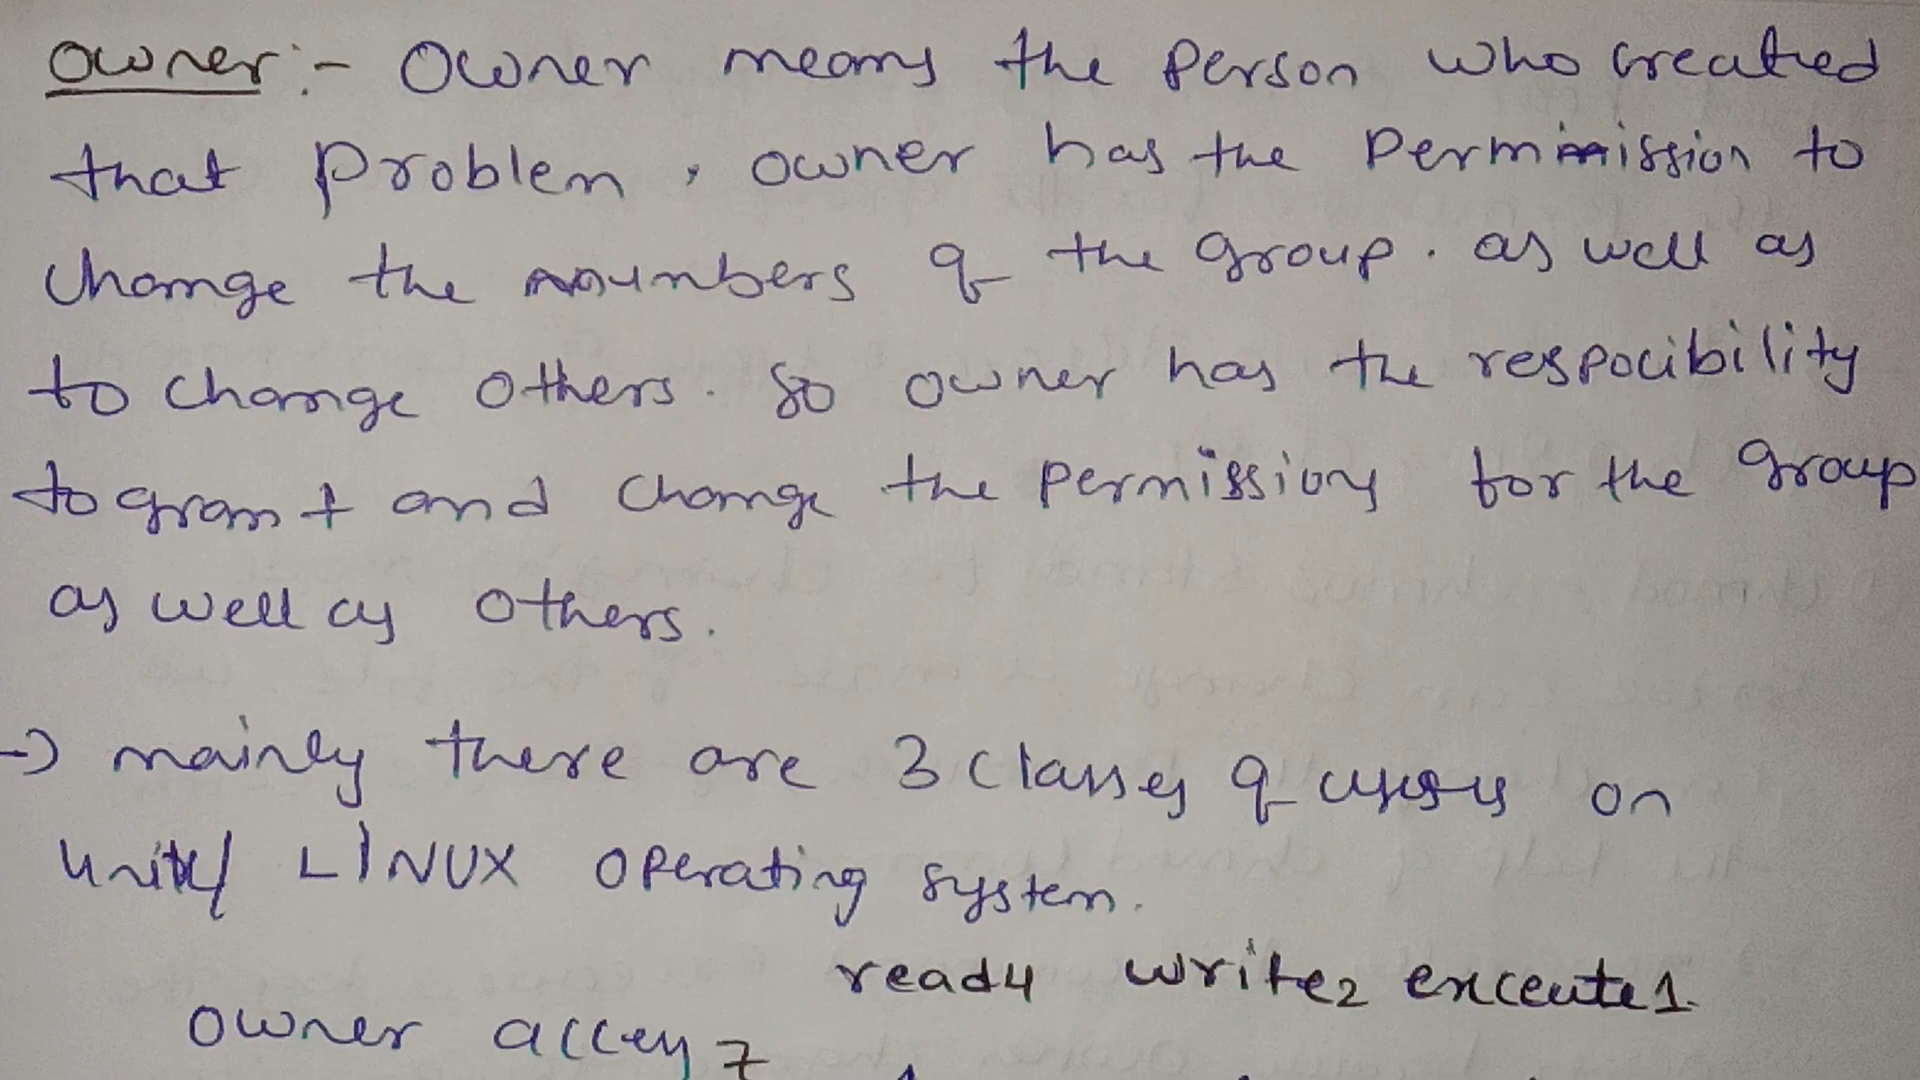 owner :- Owner means the person who created
that problem, owner has the permission to
change the numbers of the group. as well as
to change others. So owner has the respocibility
to grant and change the permissions for the group
as well as others.
-> mainly there are 3 classes of users on
Unix/ LINUX operating system.
read4 write2 excecute1.
owner access 7